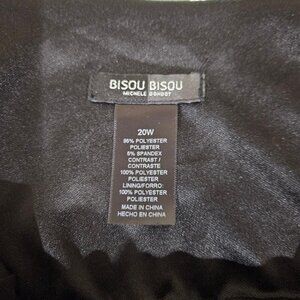 BISOU BISOU
MICHELE BOHBOT
20W
95% POLYESTER
POLIESTER
5% SPANDEX
CONTRAST /
CONTRASTE
100% POLYESTER
POLIESTER
LINING/FORRO:
100% POLYESTER
POLIESTER
MADE IN CHINA
HECHO EN CHINA